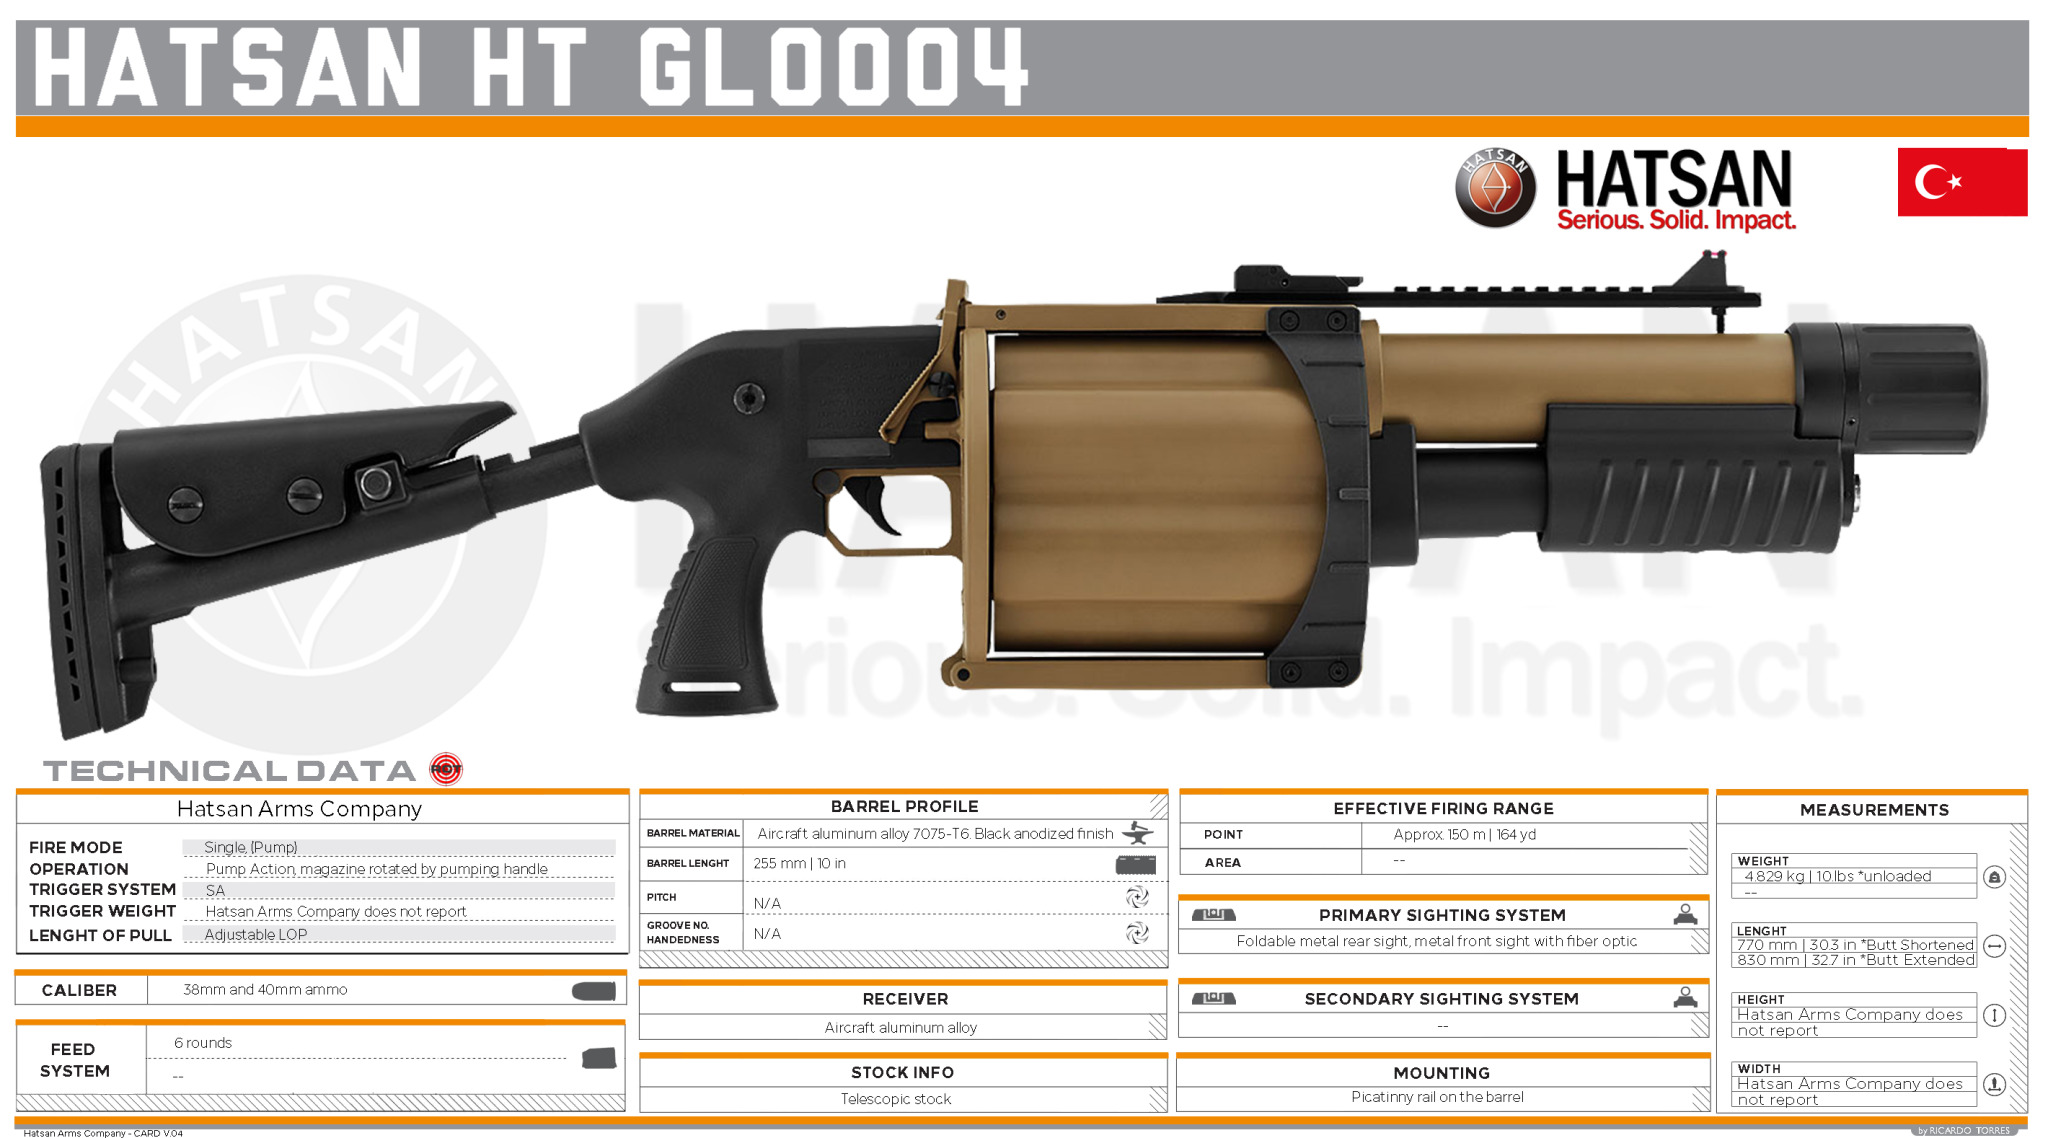 HATSAN HT GL0004
HATSAN
HATSAN
Serious. Solid. Impact.
HATSAN
HATSAN
Serious. Solid. Impact.
TECHNICAL DATA
Hatsan Arms Company
FIRE MODE Single, (Pump)
OPERATION Pump Action, magazine rotated by pumping handle
TRIGGER SYSTEM SA
TRIGGER WEIGHT Hatsan Arms Company does not report
LENGHT OF PULL Adjustable LOP
CALIBER 38mm and 40mm ammo
FEED SYSTEM
6 rounds
--
BARREL PROFILE
BARREL MATERIAL Aircraft aluminum alloy 7075-T6. Black anodized finish
BARREL LENGHT 255 mm | 10 in
PITCH N/A
GROOVE NO.
HANDEDNESS N/A
RECEIVER
Aircraft aluminum alloy
STOCK INFO
Telescopic stock
EFFECTIVE FIRING RANGE
POINT Approx. 150 m | 164 yd
AREA --
PRIMARY SIGHTING SYSTEM
Foldable metal rear sight, metal front sight with fiber optic
SECONDARY SIGHTING SYSTEM
--
MOUNTING
Picatinny rail on the barrel
MEASUREMENTS
WEIGHT
4.829 kg | 10.lbs *unloaded
--
LENGHT
770 mm | 30.3 in *Butt Shortened
830 mm | 32.7 in *Butt Extended
HEIGHT
Hatsan Arms Company does
not report
WIDTH
Hatsan Arms Company does
not report
Hatsan Arms Company - CARD V.04
by RICARDO TORRES